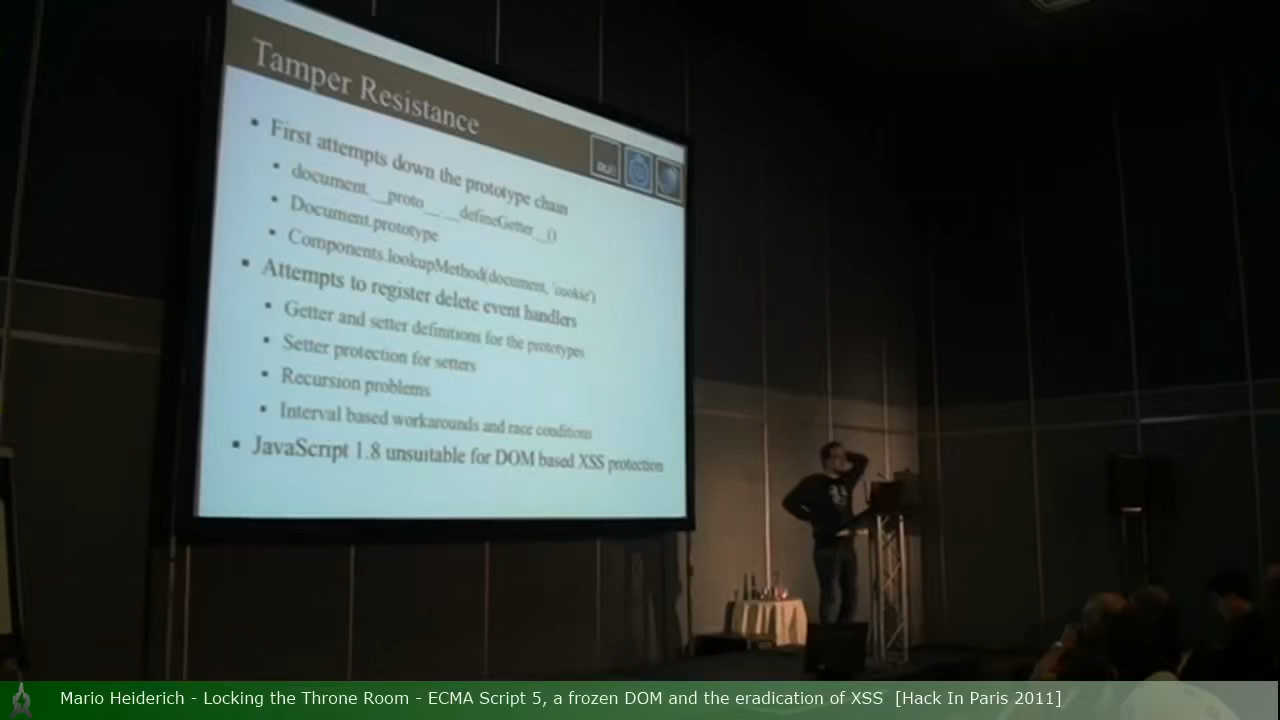 Tamper Resistance
RUB
• First attempts down the prototype chain
• document.__proto__.__defineGetter__()
• Document.prototype
• Components.lookupMethod(document, 'cookie')
• Attempts to register delete event handlers
• Getter and setter definitions for the prototypes
• Setter protection for setters
• Recursion problems
• Interval based workarounds and race conditions
• JavaScript 1.8 unsuitable for DOM based XSS protection
Mario Heiderich - Locking the Throne Room - ECMA Script 5, a frozen DOM and the eradication of XSS [Hack In Paris 2011]